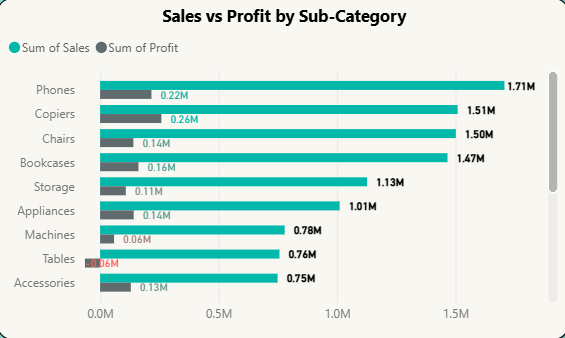 Sales vs Profit by Sub-Category
Sum of Sales Sum of Profit
Phones 1.71M
0.22M
Copiers 1.51M
0.26M
Chairs 1.50M
0.14M
Bookcases 1.47M
0.16M
Storage 1.13M
0.11M
Appliances 1.01M
0.14M
Machines 0.78M
0.06M
Tables 0.76M
-0.06M
Accessories 0.75M
0.13M
0.0M 0.5M 1.0M 1.5M